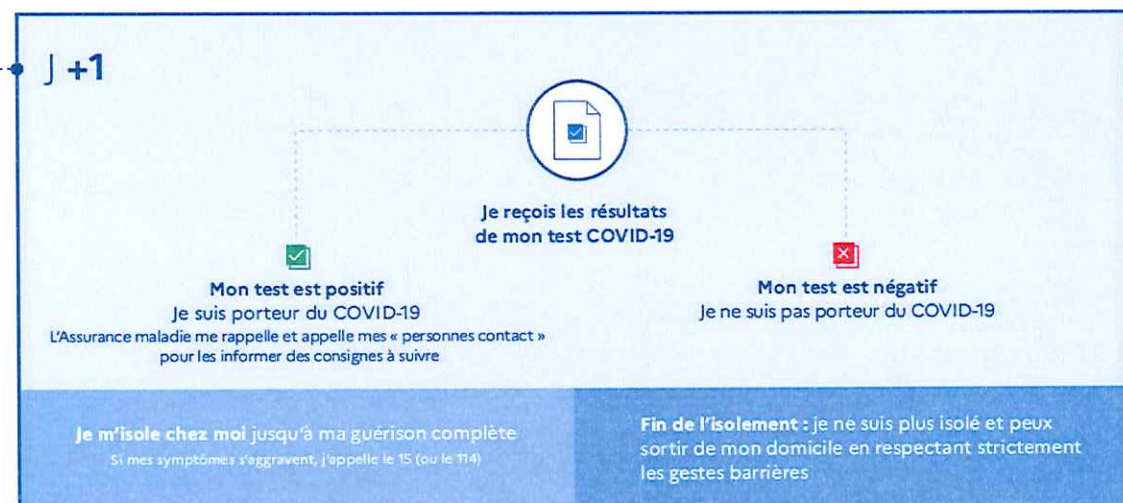 J +1
Je reçois les résultats
de mon test COVID-19
Mon test est positif
Je suis porteur du COVID-19
L'Assurance maladie me rappelle et appelle mes « personnes contact »
pour les informer des consignes à suivre
Mon test est négatif
Je ne suis pas porteur du COVID-19
Je m'isole chez moi jusqu'à ma guérison complète
Si mes symptômes s'aggravent, j'appelle le 15 (ou le 114)
Fin de l'isolement : je ne suis plus isolé et peux
sortir de mon domicile en respectant strictement
les gestes barrières